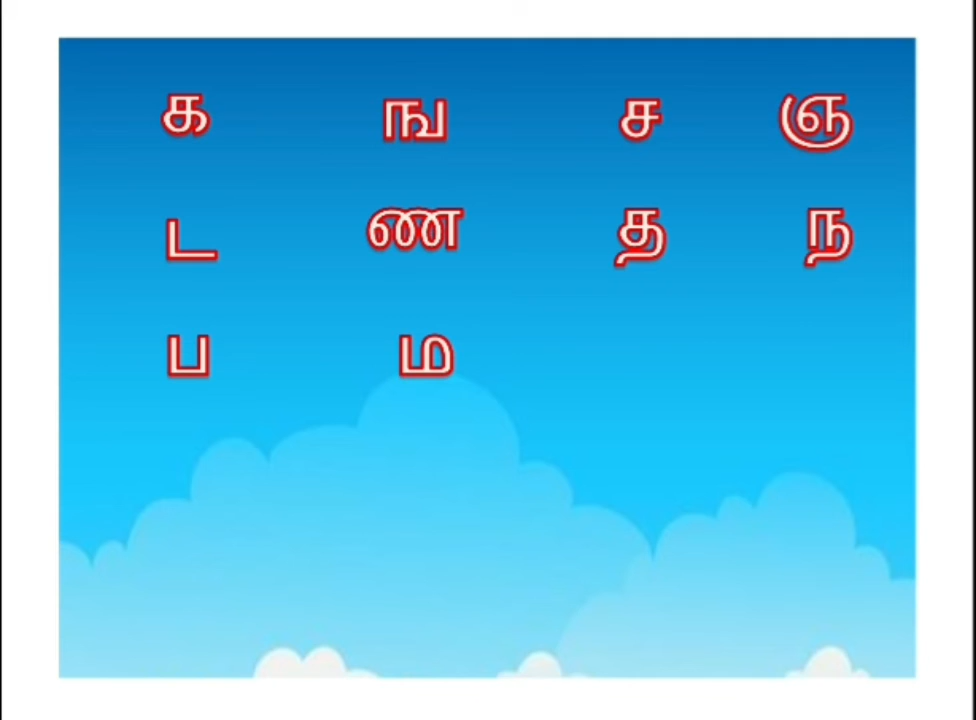 க ங ச ஞ
ட ண த ந
ப ம